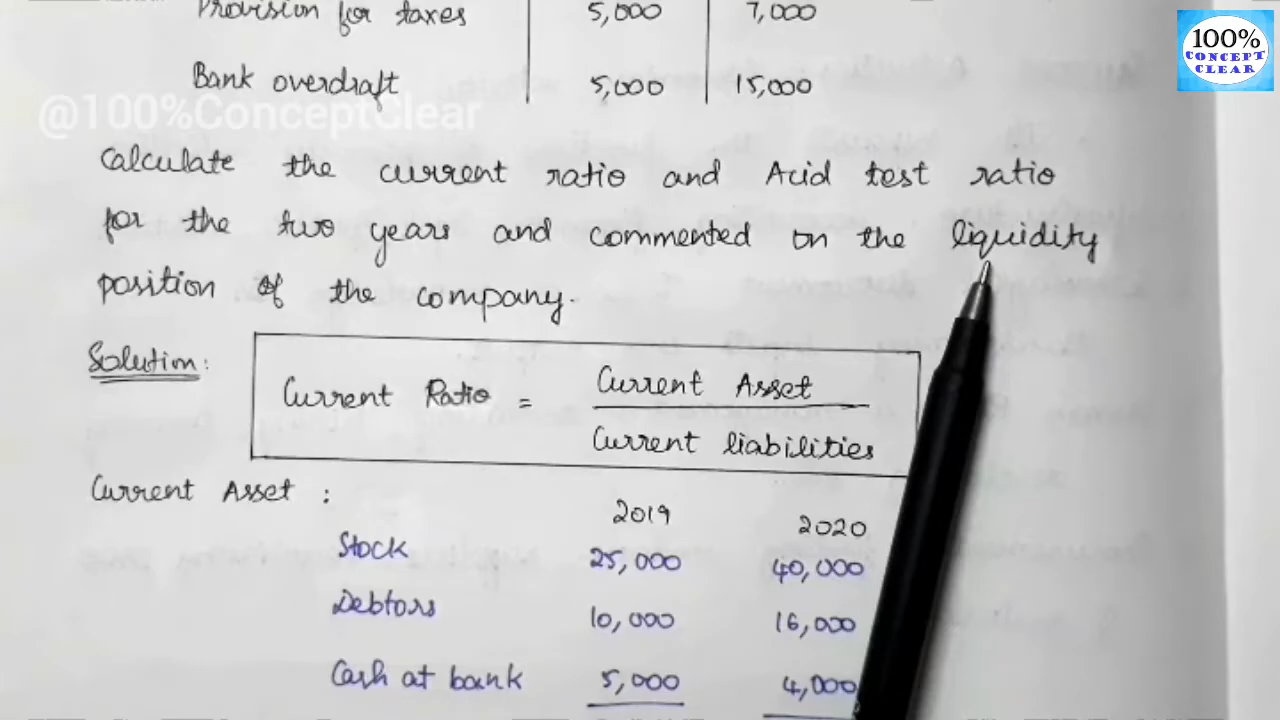 Provision for taxes 5,000 7,000
Bank overdraft 5,000 15,000
@100%ConceptClear
100%
CONCEPT
CLEAR
Calculate the current ratio and Acid test ratio
for the two years and commented on the liquidity
position of the company.
Solution:
Current Ratio = Current Asset
Current liabilities
Current Asset :
2019 2020
Stock 25,000 40,000
Debtors 10,000 16,000
Cash at bank 5,000 4,000